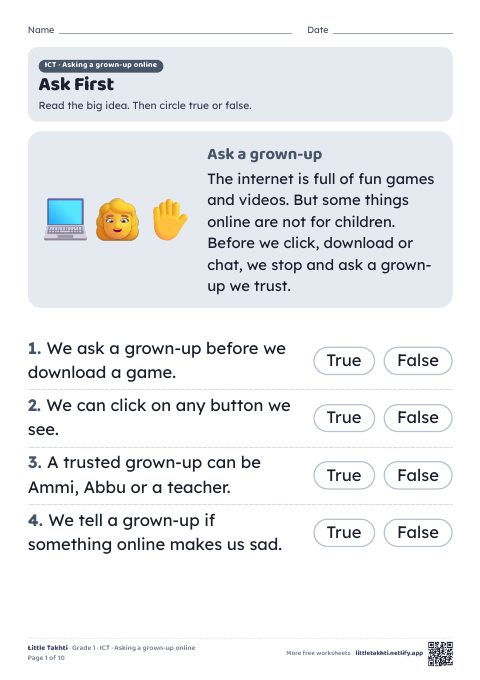 Name
Date
ICT · Asking a grown-up online
Ask First
Read the big idea. Then circle true or false.
Ask a grown-up
The internet is full of fun games
and videos. But some things
online are not for children.
Before we click, download or
chat, we stop and ask a grown-
up we trust.
1. We ask a grown-up before we
download a game.
True
False
2. We can click on any button we
see.
True
False
3. A trusted grown-up can be
Ammi, Abbu or a teacher.
True
False
4. We tell a grown-up if
something online makes us sad.
True
False
Little Takhti · Grade 1 · ICT · Asking a grown-up online
Page 1 of 10
More free worksheets · littletakhti.netlify.app